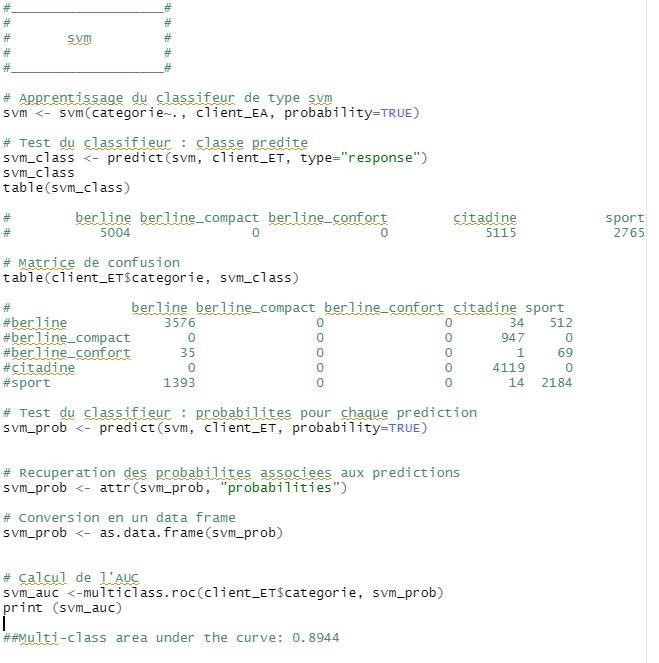 #___________________#
#                   #
#       svm         #
#                   #
#___________________#
# Apprentissage du classifeur de type svm
svm <- svm(categorie~., client_EA, probability=TRUE)
# Test du classifieur : classe predite
svm_class <- predict(svm, client_ET, type="response")
svm_class
table(svm_class)
#        berline berline_compact berline_confort        citadine           sport
#           5004               0               0            5115            2765
# Matrice de confusion
table(client_ET$categorie, svm_class)
#               berline berline_compact berline_confort citadine sport
#berline            3576               0               0       34   512
#berline_compact       0               0               0      947     0
#berline_confort      35               0               0        1    69
#citadine              0               0               0     4119     0
#sport              1393               0               0       14  2184
# Test du classifieur : probabilites pour chaque prediction
svm_prob <- predict(svm, client_ET, probability=TRUE)
# Recuperation des probabilites associees aux predictions
svm_prob <- attr(svm_prob, "probabilities")
# Conversion en un data frame
svm_prob <- as.data.frame(svm_prob)
# Calcul de l'AUC
svm_auc <-multiclass.roc(client_ET$categorie, svm_prob)
print (svm_auc)
##Multi-class area under the curve: 0.8944